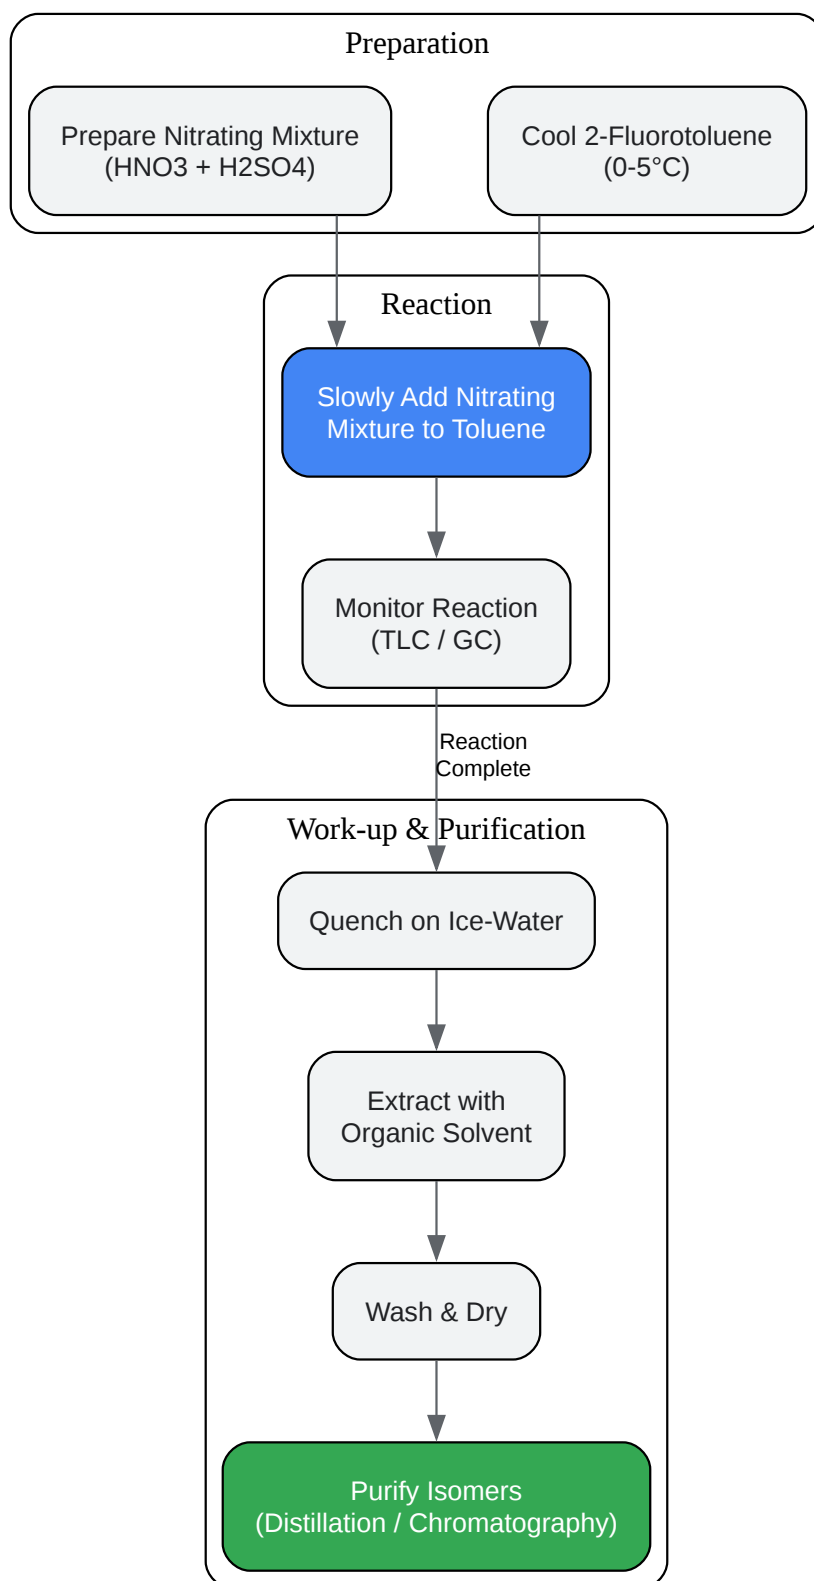 Preparation
Prepare Nitrating Mixture
(HNO3 + H2SO4)
Cool 2-Fluorotoluene
(0-5°C)
Reaction
Slowly Add Nitrating
Mixture to Toluene
Monitor Reaction
(TLC / GC)
Reaction
Complete
Work-up & Purification
Quench on Ice-Water
Extract with
Organic Solvent
Wash & Dry
Purify Isomers
(Distillation / Chromatography)